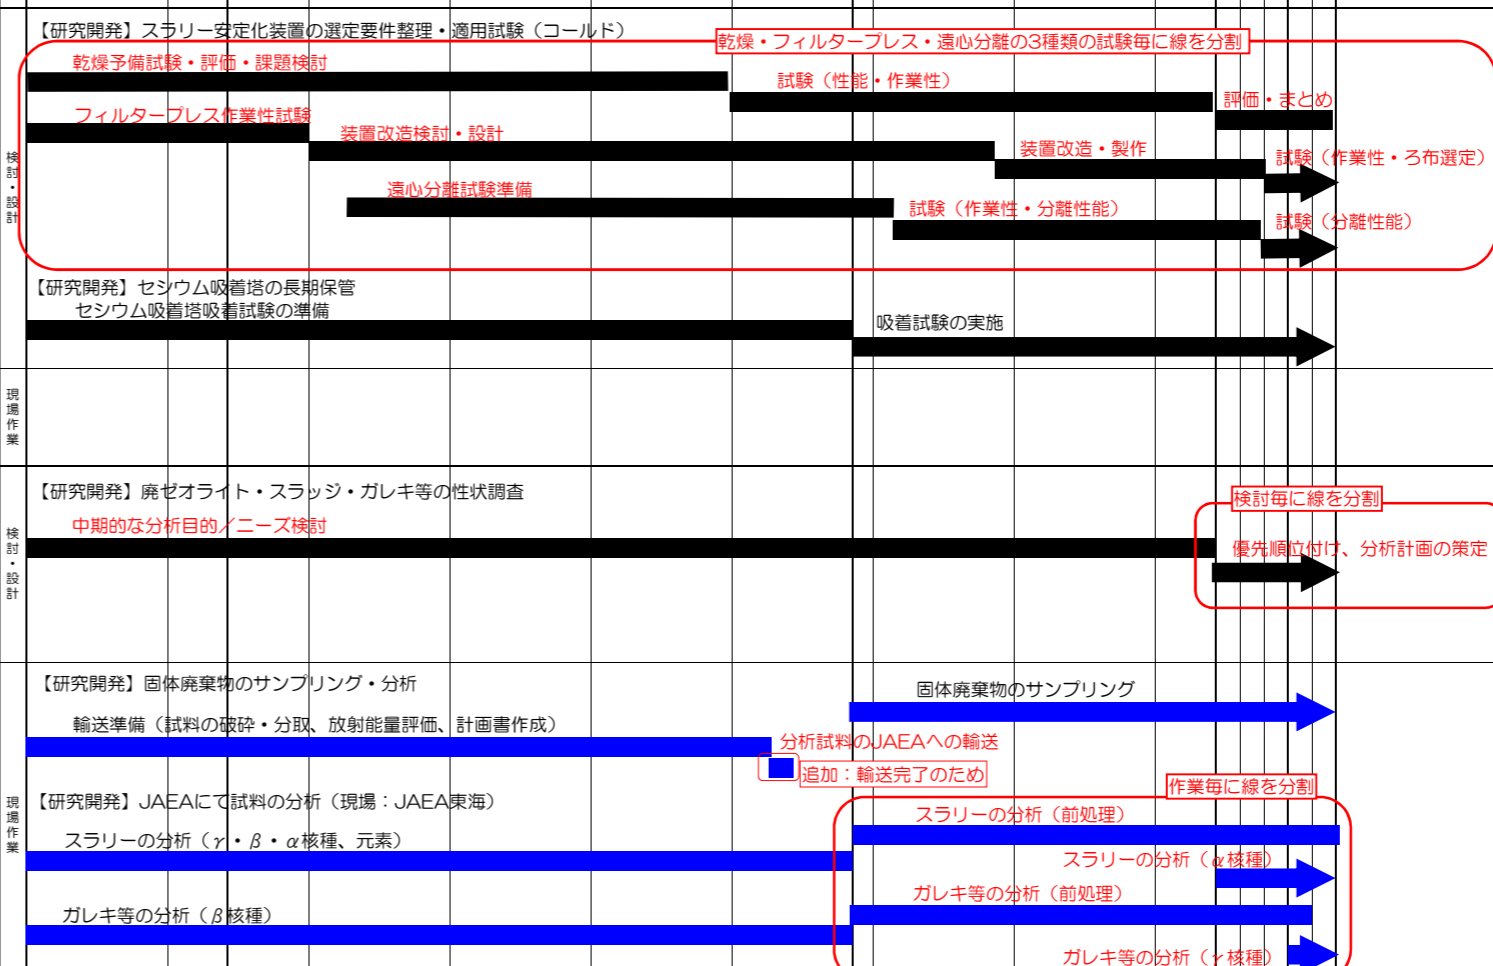 【研究開発】スラリー安定化装置の選定要件整理・適用試験（コールド）
乾燥・フィルタープレス・遠心分離の3種類の試験毎に線を分割
乾燥予備試験・評価・課題検討
試験（性能・作業性）
評価・まとめ
フィルタープレス作業性試験
装置改造検討・設計
装置改造・製作
試験（作業性・ろ布選定）
検討・設計
遠心分離試験準備
試験（作業性・分離性能）
試験（分離性能）
【研究開発】セシウム吸着塔の長期保管
セシウム吸着塔吸着試験の準備
吸着試験の実施
現場作業
【研究開発】廃ゼオライト・スラッジ・ガレキ等の性状調査
検討毎に線を分割
中期的な分析目的／ニーズ検討
優先順位付け、分析計画の策定
検討・設計
【研究開発】固体廃棄物のサンプリング・分析
固体廃棄物のサンプリング
輸送準備（試料の破砕・分取、放射能量評価、計画書作成）
分析試料のJAEAへの輸送
追加：輸送完了のため
作業毎に線を分割
【研究開発】JAEAにて試料の分析（現場：JAEA東海）
現場作業
スラリーの分析（前処理）
スラリーの分析（γ・β・α核種、元素）
スラリーの分析（α核種）
ガレキ等の分析（前処理）
ガレキ等の分析（β核種）
ガレキ等の分析（γ核種）